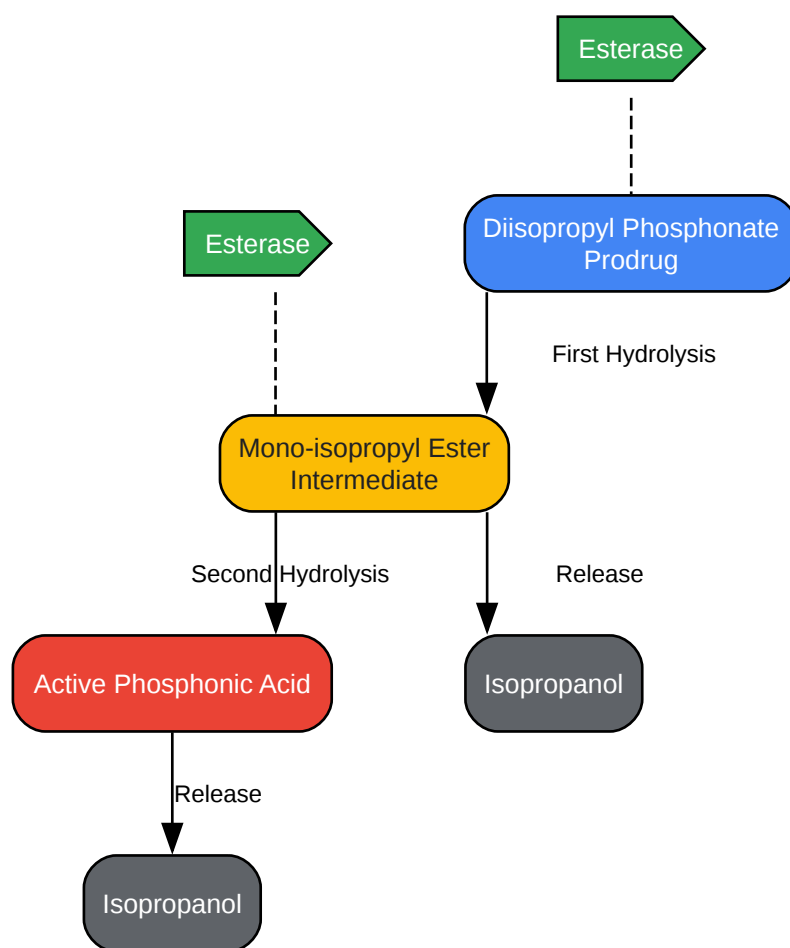 Esterase
Esterase
Diisopropyl Phosphonate
Prodrug
First Hydrolysis
Mono-isopropyl Ester
Intermediate
Second Hydrolysis
Release
Active Phosphonic Acid
Isopropanol
Release
Isopropanol